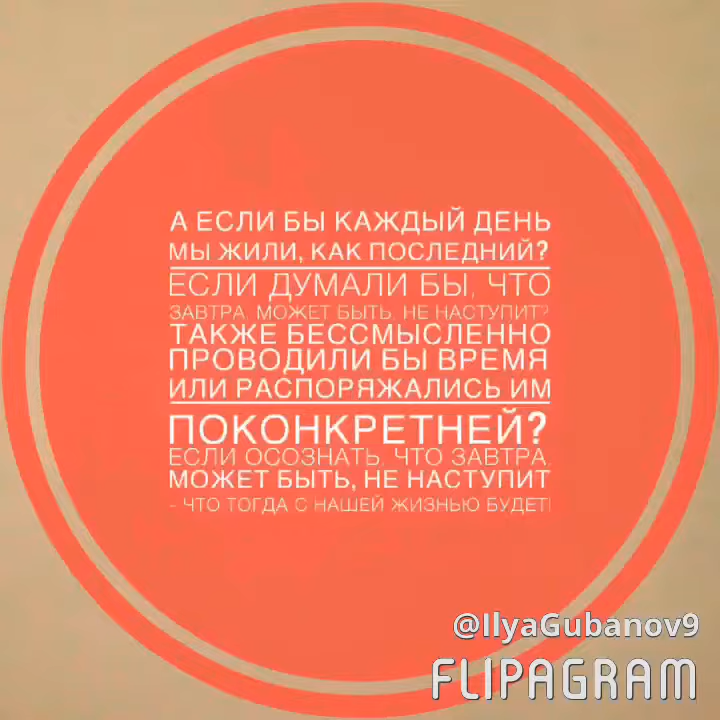 А ЕСЛИ БЫ КАЖДЫЙ ДЕНЬ
МЫ ЖИЛИ, КАК ПОСЛЕДНИЙ?
ЕСЛИ ДУМАЛИ БЫ, ЧТО
ЗАВТРА, МОЖЕТ БЫТЬ, НЕ НАСТУПИТ?
ТАКЖЕ БЕССМЫСЛЕННО
ПРОВОДИЛИ БЫ ВРЕМЯ
ИЛИ РАСПОРЯЖАЛИСЬ ИМ
ПОКОНКРЕТНЕЙ?
ЕСЛИ ОСОЗНАТЬ, ЧТО ЗАВТРА,
МОЖЕТ БЫТЬ, НЕ НАСТУПИТ
- ЧТО ТОГДА С НАШЕЙ ЖИЗНЬЮ БУДЕТ!
@IlyaGubanov9
FLIPAGRAM